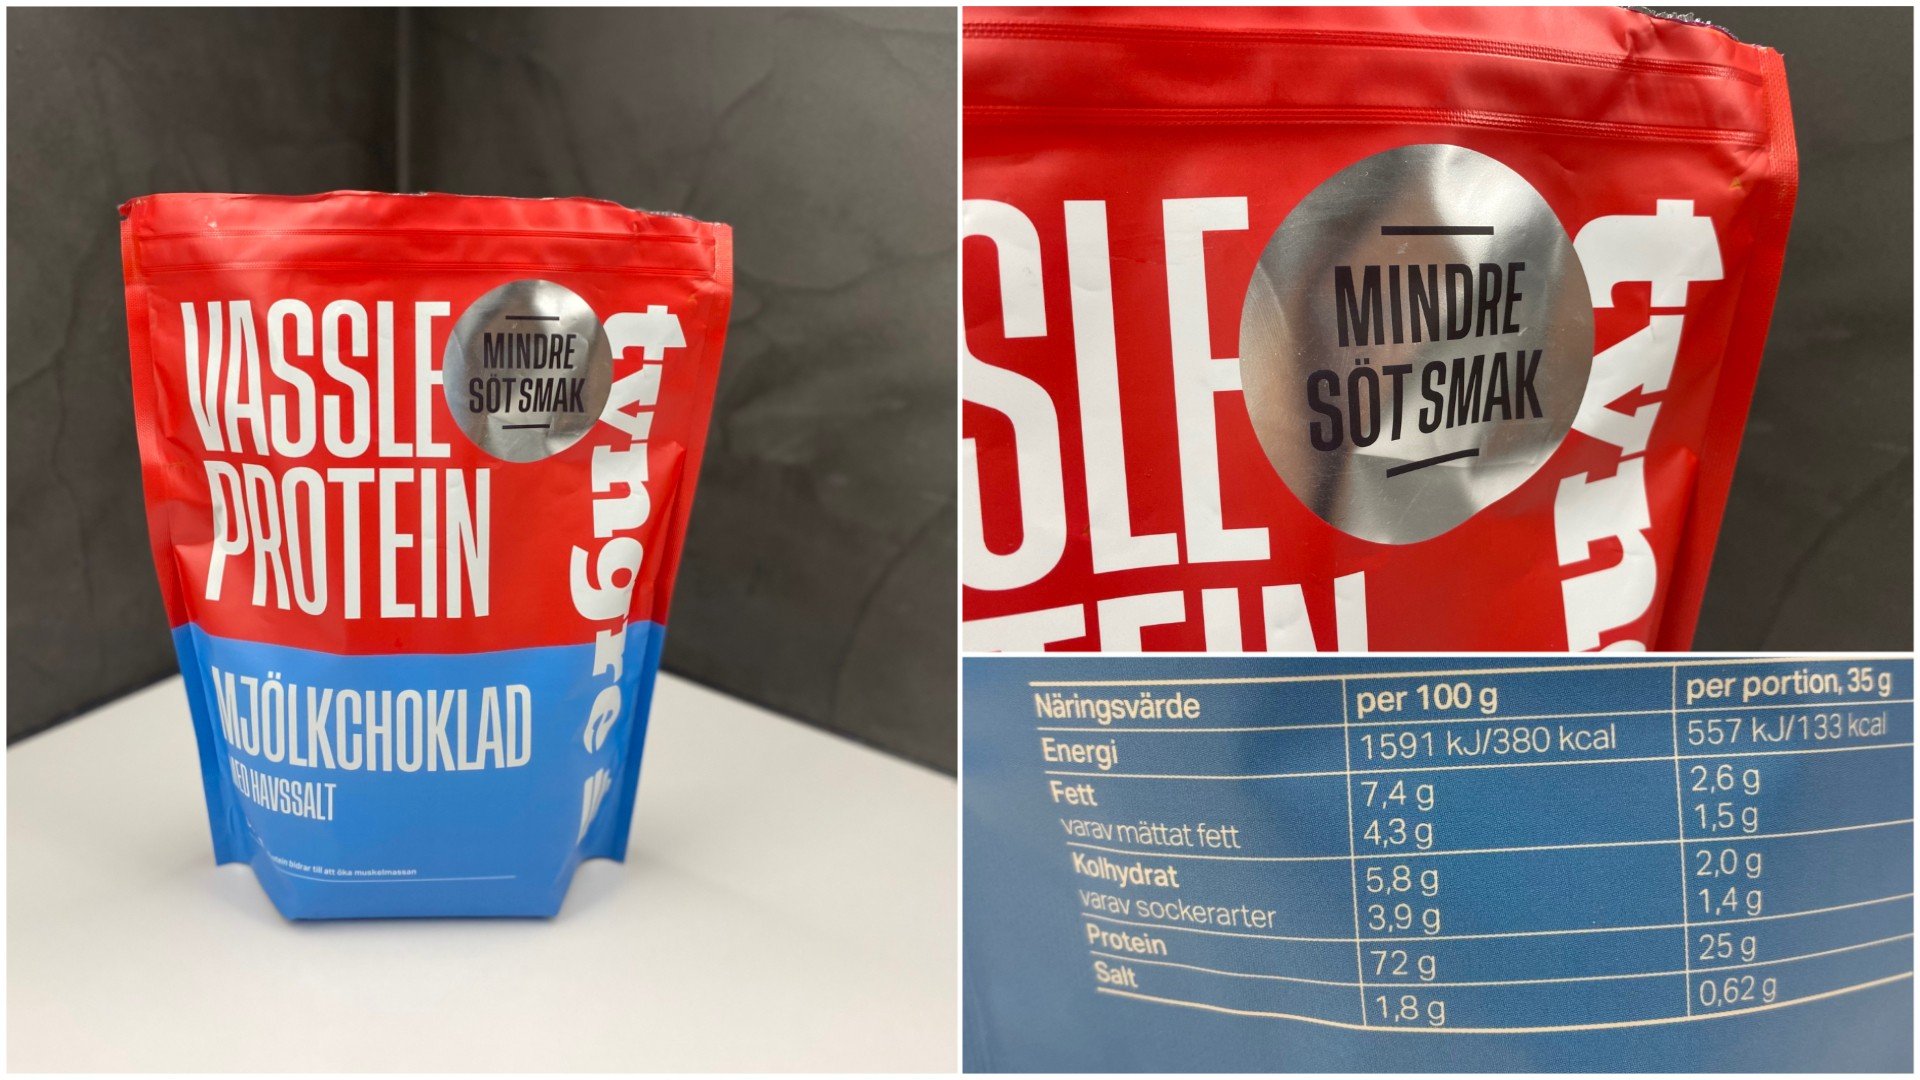 VASSLE
PROTEIN
MINDRE
SÖT SMAK
tyngre
MJÖLKCHOKLAD
MED HAVSSALT
bidrar till att öka muskelmassan
SLE
TEIN
MINDRE
SÖT SMAK
tyn
Näringsvärde per 100 g per portion, 35 g
Energi 1591 kJ/380 kcal 557 kJ/133 kcal
Fett 7,4 g 2,6 g
varav mättat fett 4,3 g 1,5 g
Kolhydrat 5,8 g 2,0 g
varav sockerarter 3,9 g 1,4 g
Protein 72 g 25 g
Salt 1,8 g 0,62 g